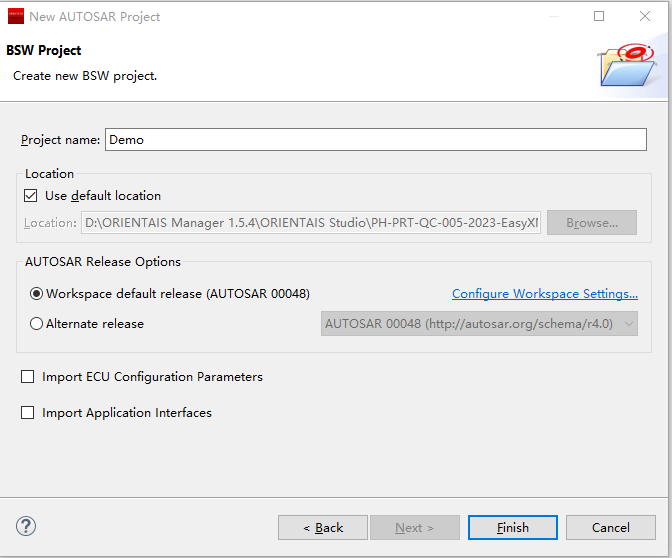 New AUTOSAR Project
BSW Project
Create new BSW project.
Project name: Demo
Location
Use default location
Location: D:\ORIENTAIS Manager 1.5.4\ORIENTAIS Studio\PH-PRT-QC-005-2023-EasyXM Browse...
AUTOSAR Release Options
Workspace default release (AUTOSAR 00048) Configure Workspace Settings...
Alternate release AUTOSAR 00048 (http://autosar.org/schema/r4.0)
Import ECU Configuration Parameters
Import Application Interfaces
? < Back Next > Finish Cancel